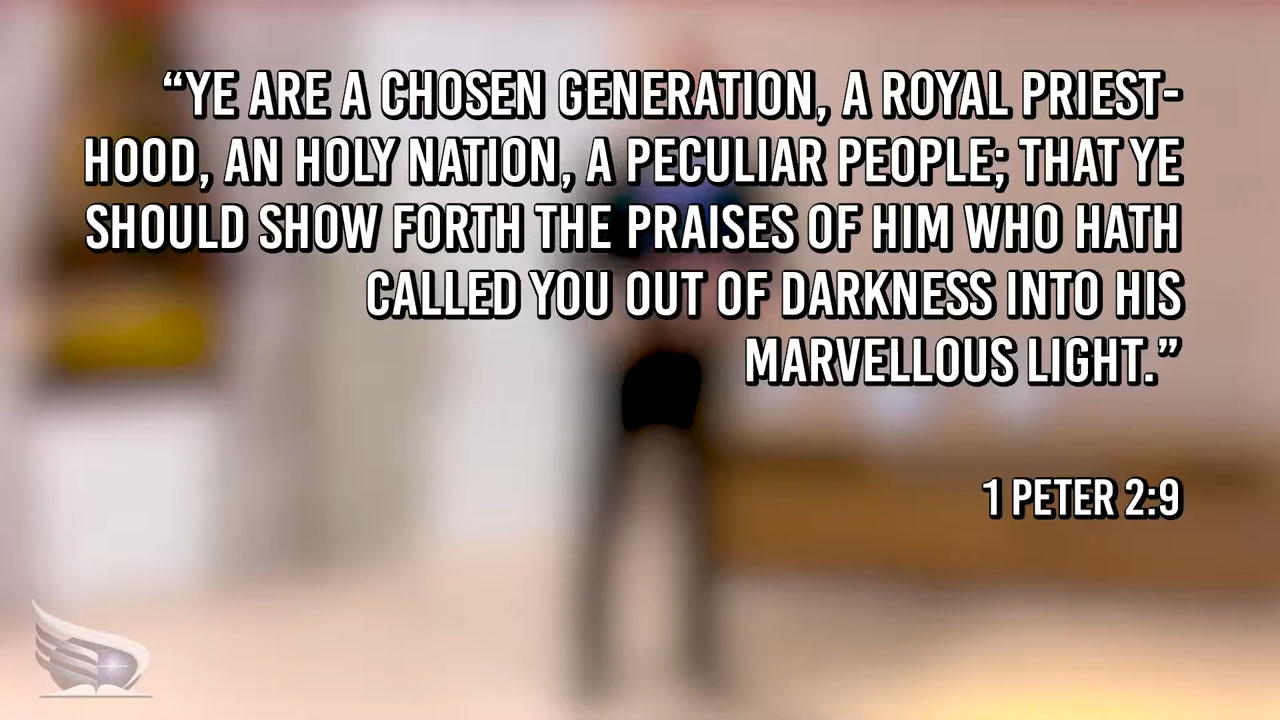 “YE ARE A CHOSEN GENERATION, A ROYAL PRIEST-
HOOD, AN HOLY NATION, A PECULIAR PEOPLE; THAT YE
SHOULD SHOW FORTH THE PRAISES OF HIM WHO HATH
CALLED YOU OUT OF DARKNESS INTO HIS
MARVELLOUS LIGHT.”
1 PETER 2:9